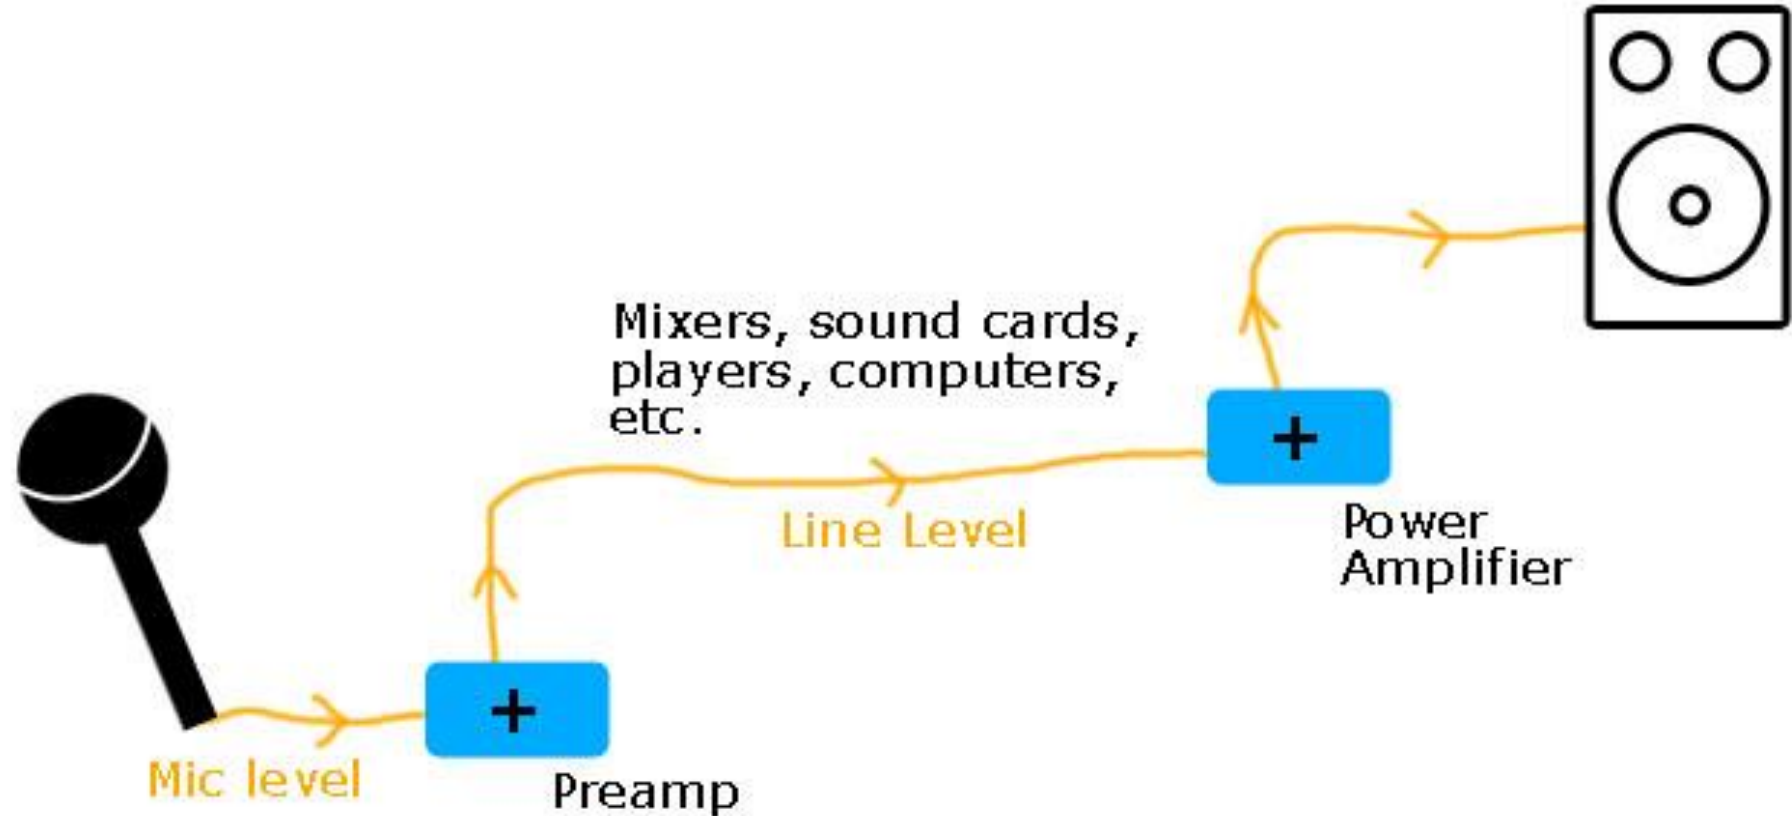 Mixers, sound cards,
players, computers,
etc.
Line Level
Power
Amplifier
Mic level
Preamp